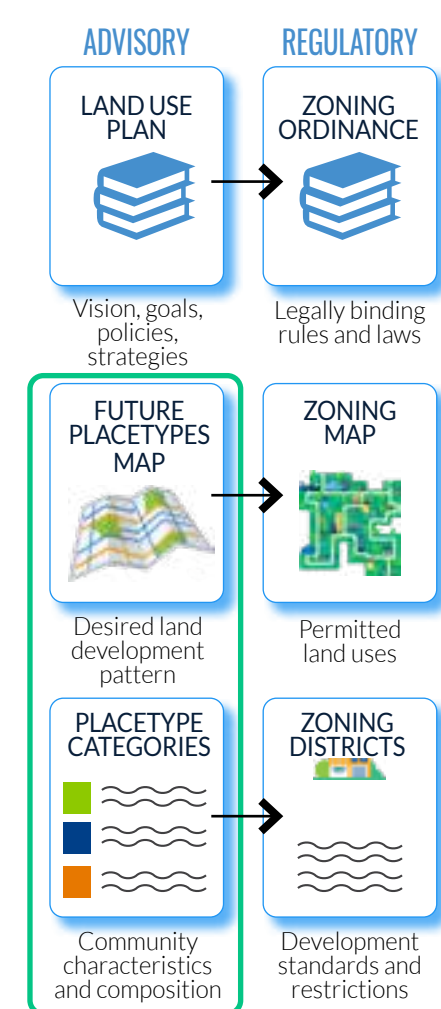 ADVISORY
REGULATORY
LAND USE
PLAN
ZONING
ORDINANCE
Vision, goals,
policies,
strategies
Legally binding
rules and laws
FUTURE
PLACETYPES
MAP
ZONING
MAP
Desired land
development
pattern
Permitted
land uses
PLACETYPE
CATEGORIES
ZONING
DISTRICTS
Community
characteristics
and composition
Development
standards and
restrictions